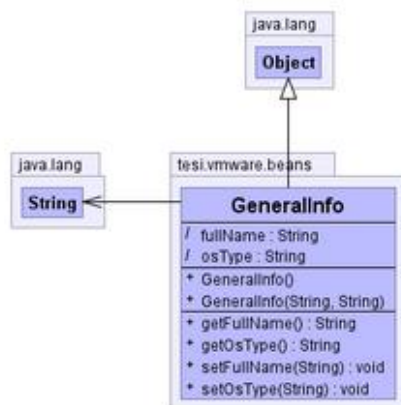 java.lang
Object
java.lang
String
tesi.vmware.beans
GeneralInfo
/ fullName : String
/ osType : String
+ GeneralInfo()
+ GeneralInfo(String, String)
+ getFullName() : String
+ getOsType() : String
+ setFullName(String) : void
+ setOsType(String) : void